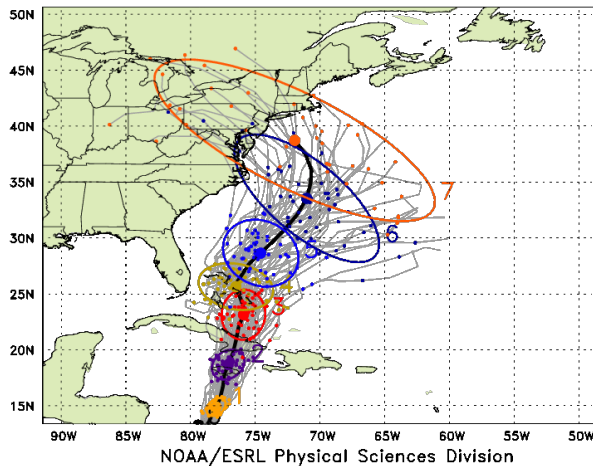 50N
45N
40N
35N
30N
25N
20N
15N
7
6
5
4
3
2
1
90W 85W 80W 75W 70W 65W 60W 55W 50W
NOAA/ESRL Physical Sciences Division